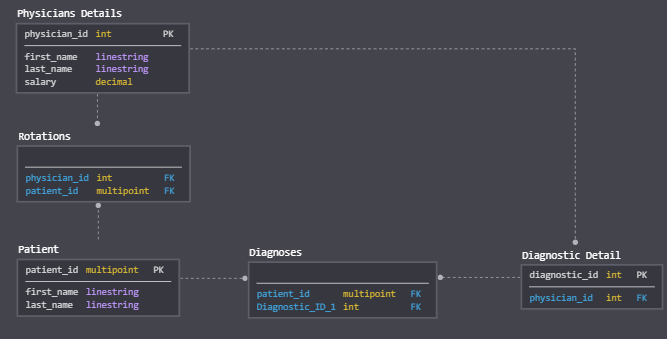 Physicians Details
physician_id int PK
first_name linestring
last_name linestring
salary decimal
Rotations
physician_id int FK
patient_id multipoint FK
Patient
patient_id multipoint PK
first_name linestring
last_name linestring
Diagnoses
patient_id multipoint FK
Diagnostic_ID_1 int FK
Diagnostic Detail
diagnostic_id int PK
physician_id int FK